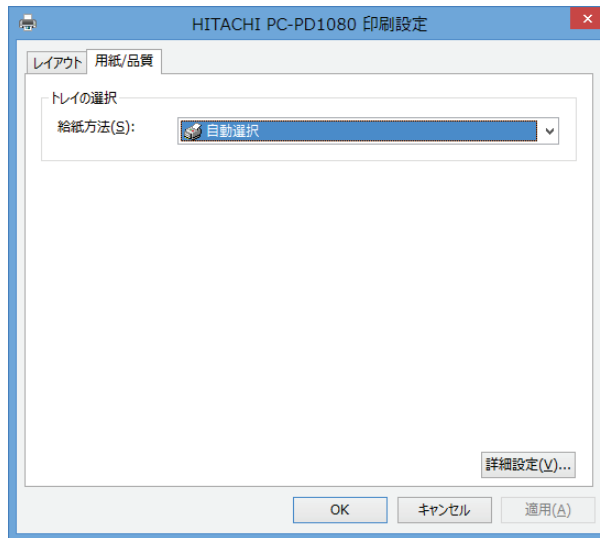 HITACHI PC-PD1080 印刷設定
レイアウト 用紙/品質
トレイの選択
給紙方法(S): 自動選択
詳細設定(V)...
OK キャンセル 適用(A)